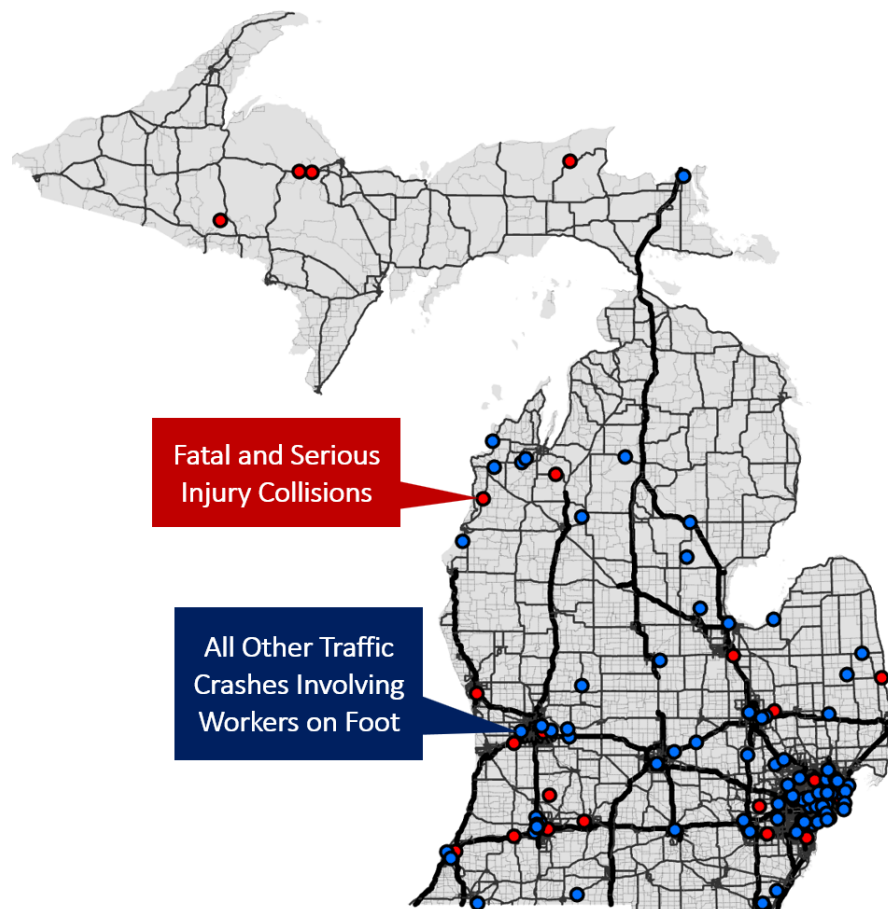 Fatal and Serious
Injury Collisions
All Other Traffic
Crashes Involving
Workers on Foot